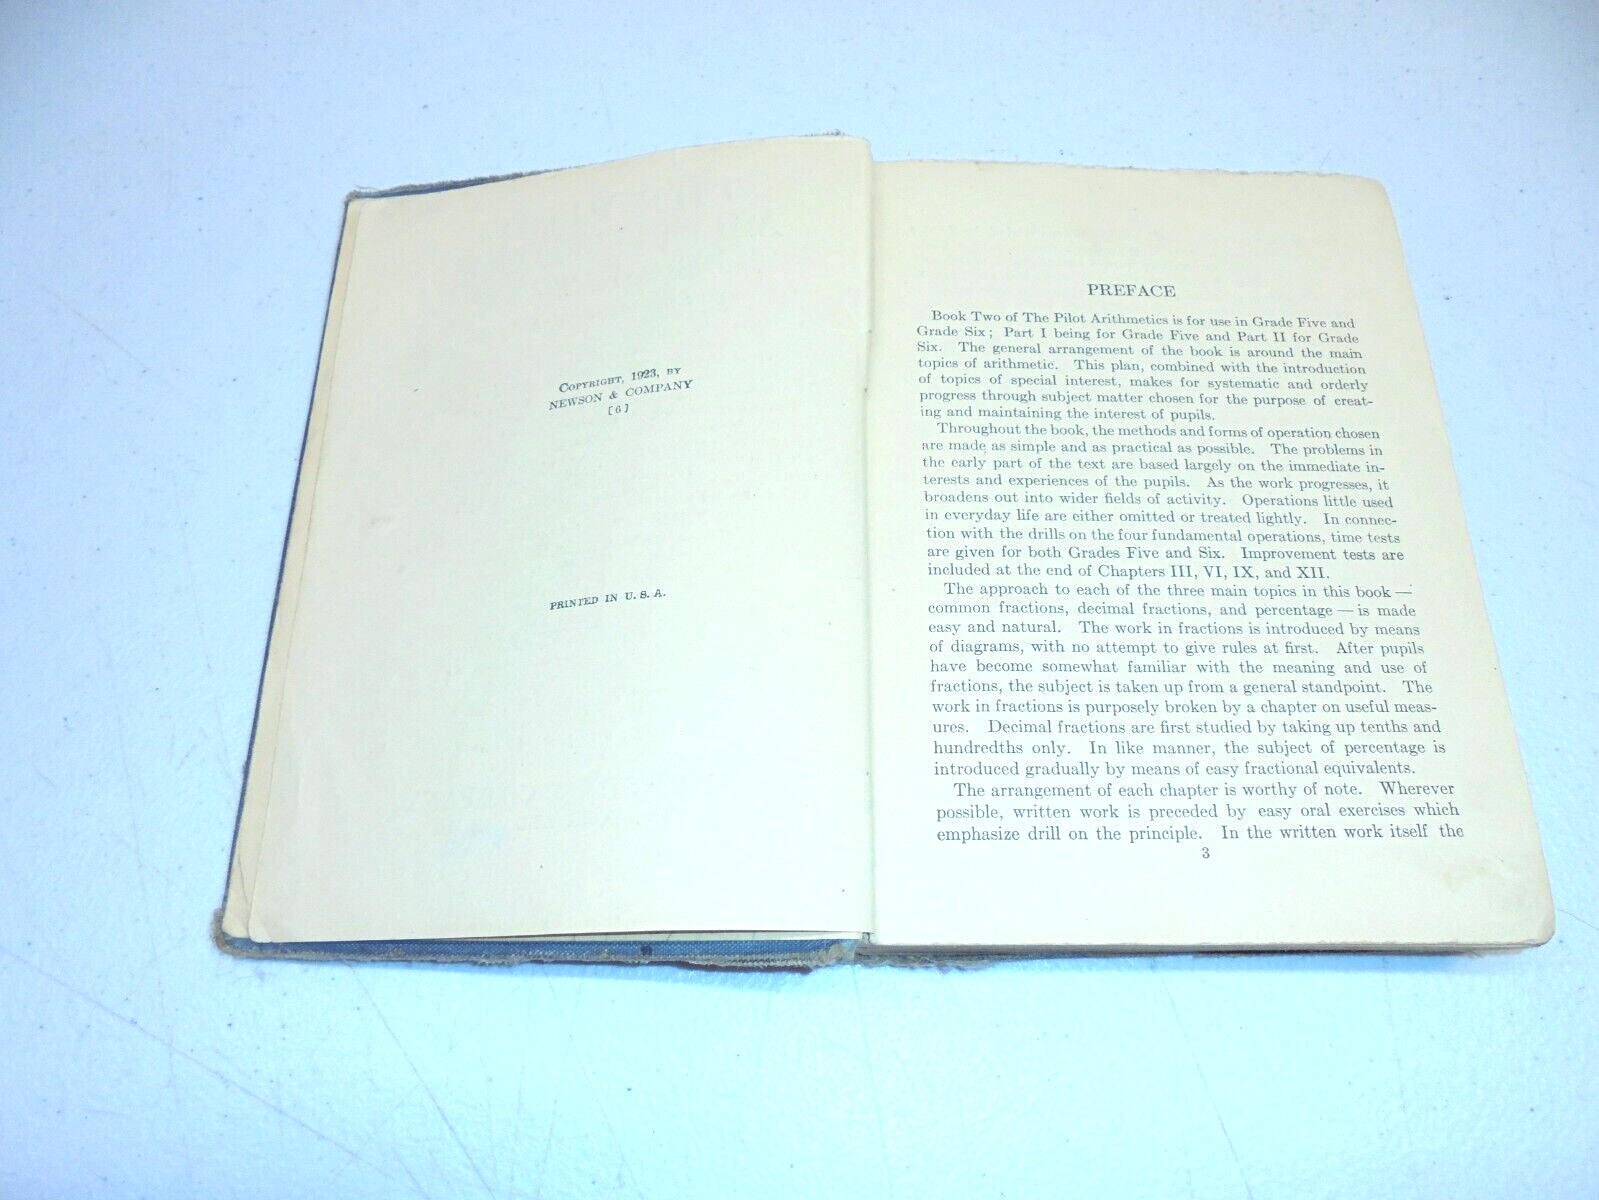 COPYRIGHT, 1923, BY
NEWSON & COMPANY
[6]
PRINTED IN U. S. A.
PREFACE
Book Two of The Pilot Arithmetics is for use in Grade Five and
Grade Six; Part I being for Grade Five and Part II for Grade
Six. The general arrangement of the book is around the main
topics of arithmetic. This plan, combined with the introduction
of topics of special interest, makes for systematic and orderly
progress through subject matter chosen for the purpose of creat-
ing and maintaining the interest of pupils.
Throughout the book, the methods and forms of operation chosen
are made as simple and as practical as possible. The problems in
the early part of the text are based largely on the immediate in-
terests and experiences of the pupils. As the work progresses, it
broadens out into wider fields of activity. Operations little used
in everyday life are either omitted or treated lightly. In connec-
tion with the drills on the four fundamental operations, time tests
are given for both Grades Five and Six. Improvement tests are
included at the end of Chapters III, VI, IX, and XII.
The approach to each of the three main topics in this book —
common fractions, decimal fractions, and percentage — is made
easy and natural. The work in fractions is introduced by means
of diagrams, with no attempt to give rules at first. After pupils
have become somewhat familiar with the meaning and use of
fractions, the subject is taken up from a general standpoint. The
work in fractions is purposely broken by a chapter on useful meas-
ures. Decimal fractions are first studied by taking up tenths and
hundredths only. In like manner, the subject of percentage is
introduced gradually by means of easy fractional equivalents.
The arrangement of each chapter is worthy of note. Wherever
possible, written work is preceded by easy oral exercises which
emphasize drill on the principle. In the written work itself the
3